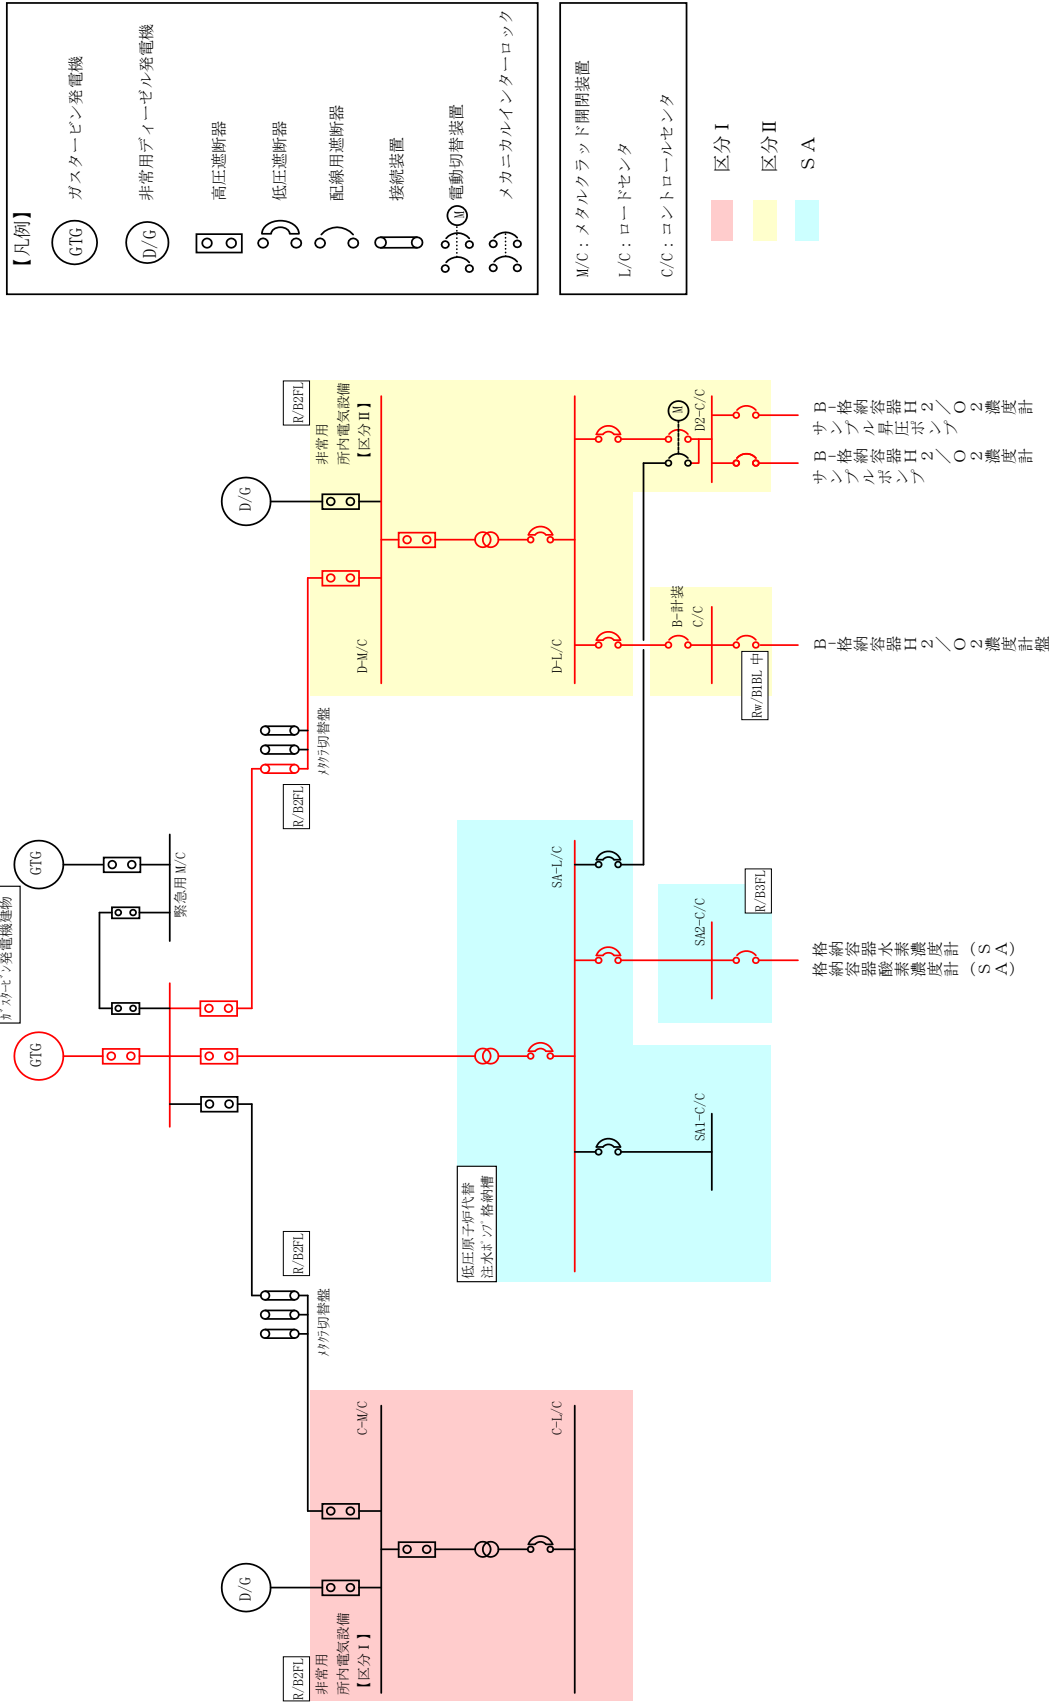 【凡例】
GTG
ガスタービン発電機
D/G
非常用ディーゼル発電機
高圧遮断器
低圧遮断器
配線用遮断器
接続装置
M
電動切替装置
メカニカルインターロック
M/C：メタルクラッド開閉装置
L/C：ロードセンタ
C/C：コントロールセンタ
区分Ⅰ
区分Ⅱ
ＳＡ
ｶﾞｽﾀｰﾋﾞﾝ発電機建物
GTG
GTG
緊急用M/C
R/B2FL
ﾒﾀｸﾗ切替盤
R/B2FL
ﾒﾀｸﾗ切替盤
R/B2FL
非常用
所内電気設備
【区分Ⅰ】
D/G
C-M/C
C-L/C
低圧原子炉代替
注水ﾎﾟﾝﾌﾟ格納槽
SA-L/C
SA1-C/C
SA2-C/C
R/B3FL
格納容器水素濃度計（ＳＡ）
格納容器酸素濃度計（ＳＡ）
R/B2FL
非常用
所内電気設備
【区分Ⅱ】
D/G
D-M/C
D-L/C
B-計装
C/C
Rw/B1BL 中
M
D2-C/C
Ｂ-格納容器Ｈ２／Ｏ２濃度計盤
Ｂ-格納容器Ｈ２／Ｏ２濃度計
サンプルポンプ
Ｂ-格納容器Ｈ２／Ｏ２濃度計
サンプル昇圧ポンプ